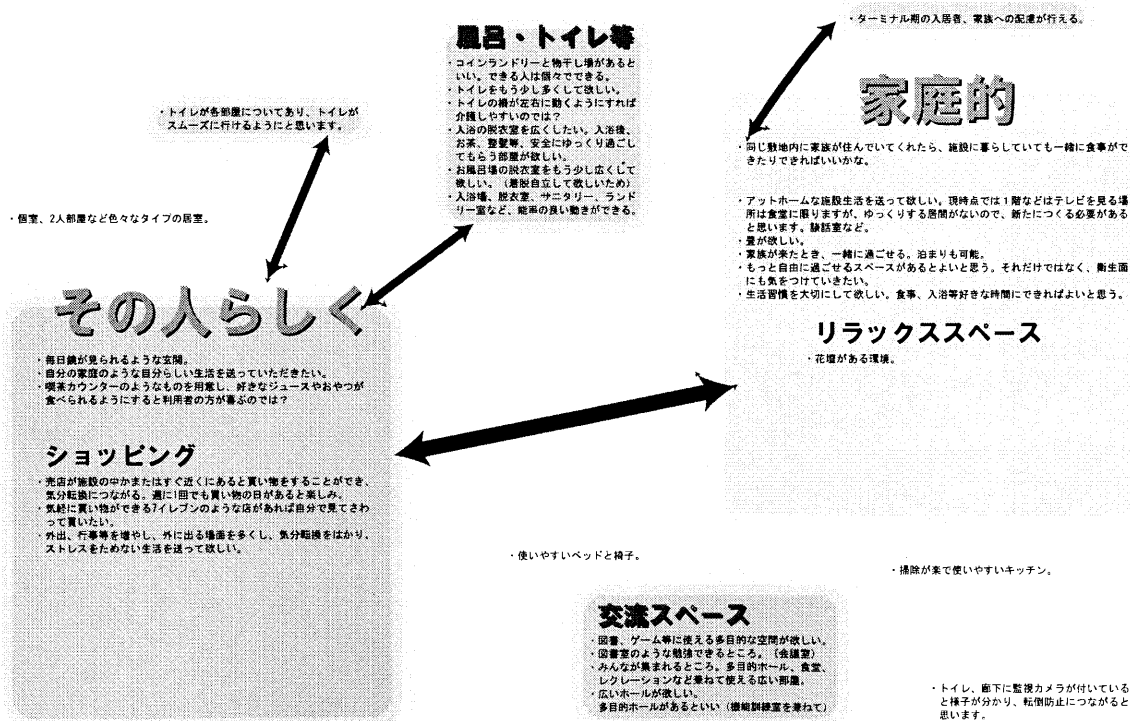 ・ターミナル期の入居者、家族への配慮が行える。
風呂・トイレ等
・コインランドリーと物干し場があると
いい。できる人は個々でできる。
・トイレをもう少し多くして欲しい。
・トイレの横が左右に動くようにすれば
介護しやすいのでは?
・入浴の脱衣室を広くしたい。入浴後、
お茶、整髪等、安全にゆっくり過ごし
てもらう部屋が欲しい。
・お風呂場の脱衣室をもう少し広くして
欲しい。(着脱自立して欲しいため)
・入浴場、脱衣室、サニタリー、ランド
リー室など、能率の良い動きができる。
・トイレが各部屋についてあり、トイレが
スムーズに行けるようにと思います。
・個室、2人部屋など色々なタイプの居室。
家庭的
・同じ敷地内に家族が住んでいてくれたら、施設に暮らしていても一緒に食事がで
きたりできればいいかな。
・アットホームな施設生活を送って欲しい。現時点では1階などはテレビを見る場
所は食堂に限りますが、ゆっくりする居間がないので、新たにつくる必要がある
と思います。談話室など。
・畳が欲しい。
・家族が来たとき、一緒に過ごせる。泊まりも可能。
・もっと自由に過ごせるスペースがあるとよいと思う。それだけではなく、衛生面
にも気をつけていきたい。
・生活習慣を大切にして欲しい。食事、入浴等好きな時間にできればよいと思う。
リラックススペース
・花壇がある環境。
その人らしく
・毎日鏡が見られるような玄関。
・自分の家庭のような自分らしい生活を送っていただきたい。
・喫茶カウンターのようなものを用意し、好きなジュースやおやつが
食べられるようにすると利用者の方が喜ぶのでは?
ショッピング
・売店が施設の中かまたはすぐ近くにあると買い物をすることができ、
気分転換につながる。週に1回でも買い物の日があると楽しみ。
・気軽に買い物ができる7イレブンのような店があれば自分で見てさわ
って買いたい。
・外出、行事等を増やし、外に出る場面を多くし、気分転換をはかり、
ストレスをためない生活を送って欲しい。
・使いやすいベッドと椅子。
・掃除が楽で使いやすいキッチン。
交流スペース
・図書、ゲーム等に使える多目的な空間が欲しい。
・図書室のような勉強できるところ。(会議室)
・みんなが集まれるところ。多目的ホール、食堂、
レクレーションなど兼ねて使える広い部屋。
・広いホールが欲しい。
多目的ホールがあるといい(機能訓練室を兼ねて)
・トイレ、廊下に監視カメラが付いている
と様子が分かり、転倒防止につながると
思います。